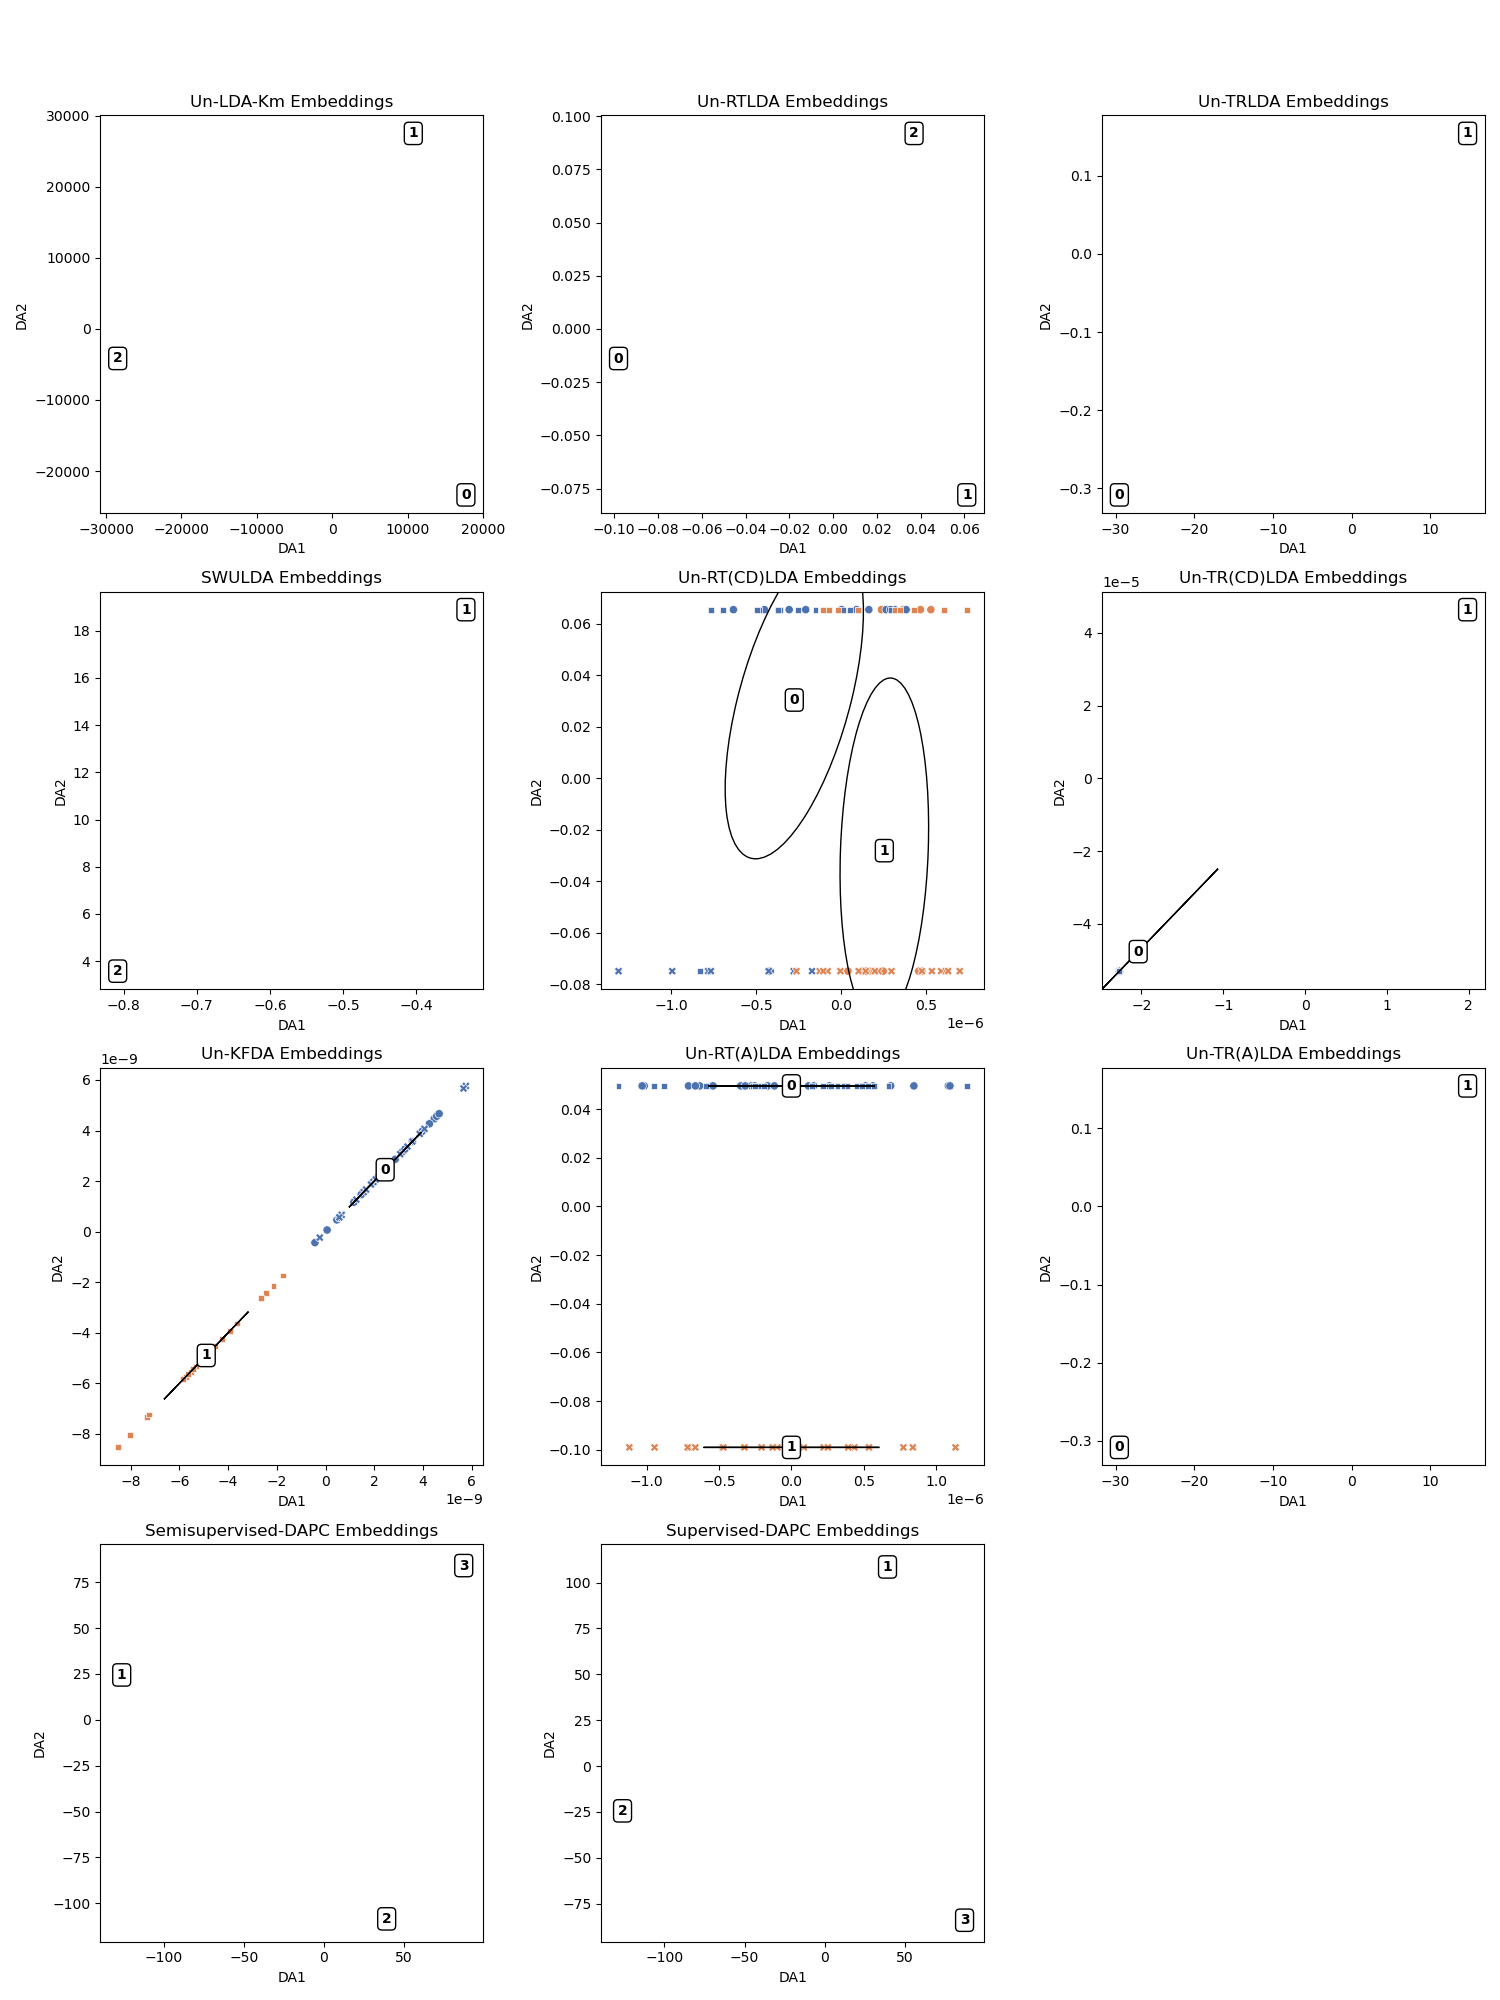 Un-LDA-Km Embeddings
30000
20000
10000
0
−10000
−20000
DA2
1
2
0
−30000 −20000 −10000 0 10000 20000
DA1
Un-RTLDA Embeddings
0.100
0.075
0.050
0.025
0.000
−0.025
−0.050
−0.075
DA2
2
0
1
−0.10 −0.08 −0.06 −0.04 −0.02 0.00 0.02 0.04 0.06
DA1
Un-TRLDA Embeddings
0.1
0.0
−0.1
−0.2
−0.3
DA2
1
0
−30 −20 −10 0 10
DA1
SWULDA Embeddings
18
16
14
12
10
8
6
4
DA2
1
2
−0.8 −0.7 −0.6 −0.5 −0.4
DA1
Un-RT(CD)LDA Embeddings
0.06
0.04
0.02
0.00
−0.02
−0.04
−0.06
−0.08
DA2
0
1
−1.0 −0.5 0.0 0.5
1e−6
DA1
Un-TR(CD)LDA Embeddings
1e−5
4
2
0
−2
−4
DA2
1
0
−2 −1 0 1 2
DA1
Un-KFDA Embeddings
1e−9
6
4
2
0
−2
−4
−6
−8
DA2
0
1
−8 −6 −4 −2 0 2 4 6
1e−9
DA1
Un-RT(A)LDA Embeddings
0.04
0.02
0.00
−0.02
−0.04
−0.06
−0.08
−0.10
DA2
0
1
−1.0 −0.5 0.0 0.5 1.0
1e−6
DA1
Un-TR(A)LDA Embeddings
0.1
0.0
−0.1
−0.2
−0.3
DA2
1
0
−30 −20 −10 0 10
DA1
Semisupervised-DAPC Embeddings
75
50
25
0
−25
−50
−75
−100
DA2
3
1
2
−100 −50 0 50
DA1
Supervised-DAPC Embeddings
100
75
50
25
0
−25
−50
−75
DA2
1
2
3
−100 −50 0 50
DA1